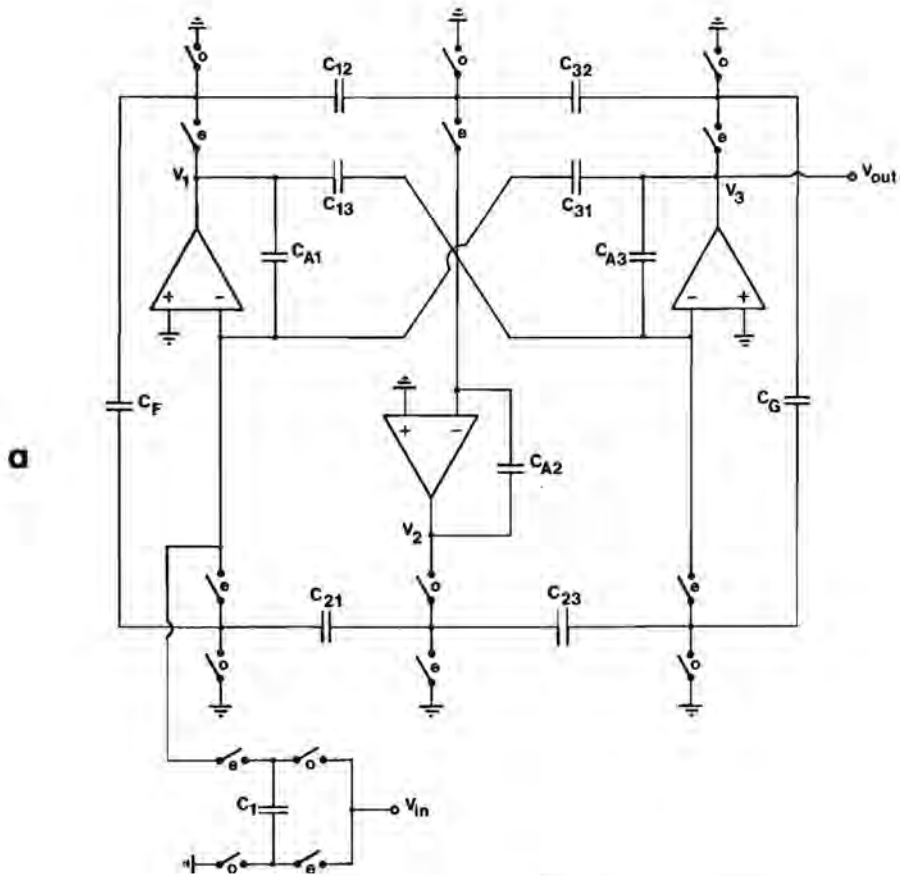 o
o
o
C12
C32
e
e
e
V1
C13
C31
V3
Vout
CA1
CA3
+ -
- +
CF
CG
a
+ -
CA2
V2
e
o
e
C21
C23
o
e
o
e
o
C1
Vin
o
e